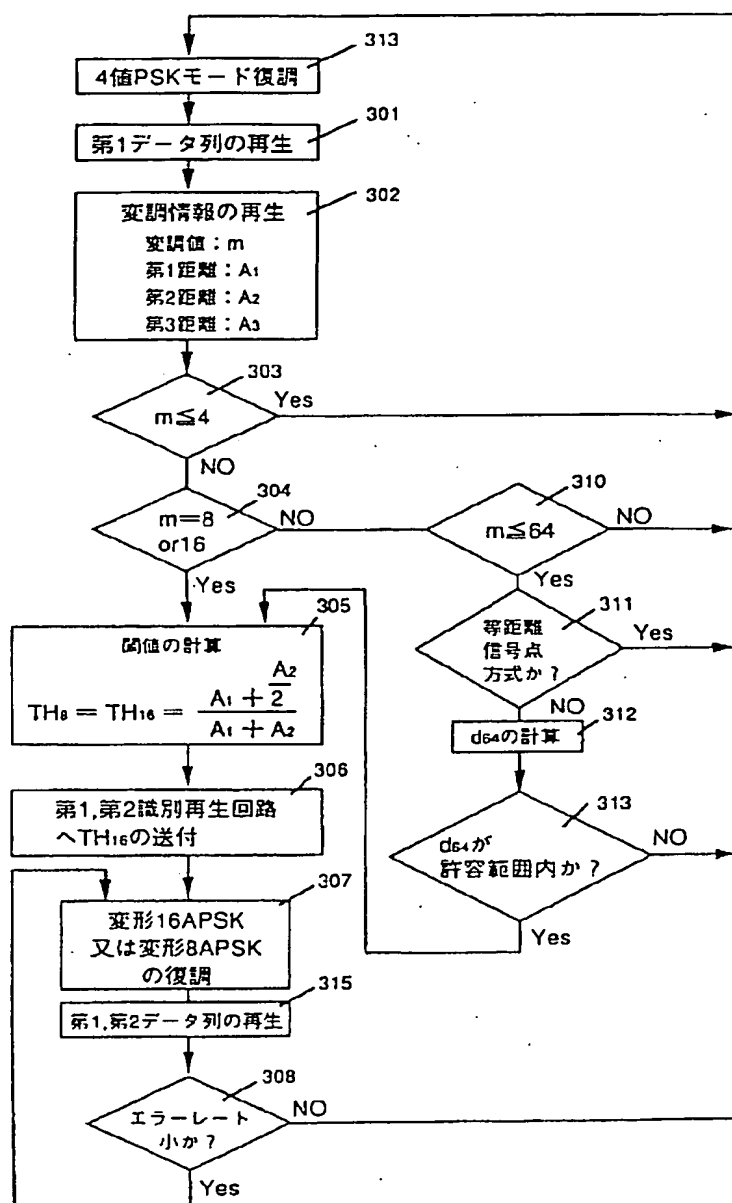 313
4値PSKモード復調
301
第1データ列の再生
302
変調情報の再生
変調値：m
第1距離：A₁
第2距離：A₂
第3距離：A₃
303
m≦4
Yes
NO
304
m＝8
or16
NO
Yes
310
m≦64
NO
Yes
311
等距離
信号点
方式か？
Yes
NO
312
d₆₄の計算
313
d₆₄が
許容範囲内か？
NO
Yes
305
閾値の計算
TH₈ ＝ TH₁₆ ＝ (A₁ + A₂/2) / (A₁ + A₂)
306
第1,第2識別再生回路
へTH₁₆の送付
307
変形16APSK
又は変形8APSK
の復調
315
第1,第2データ列の再生
308
エラーレート
小か？
NO
Yes